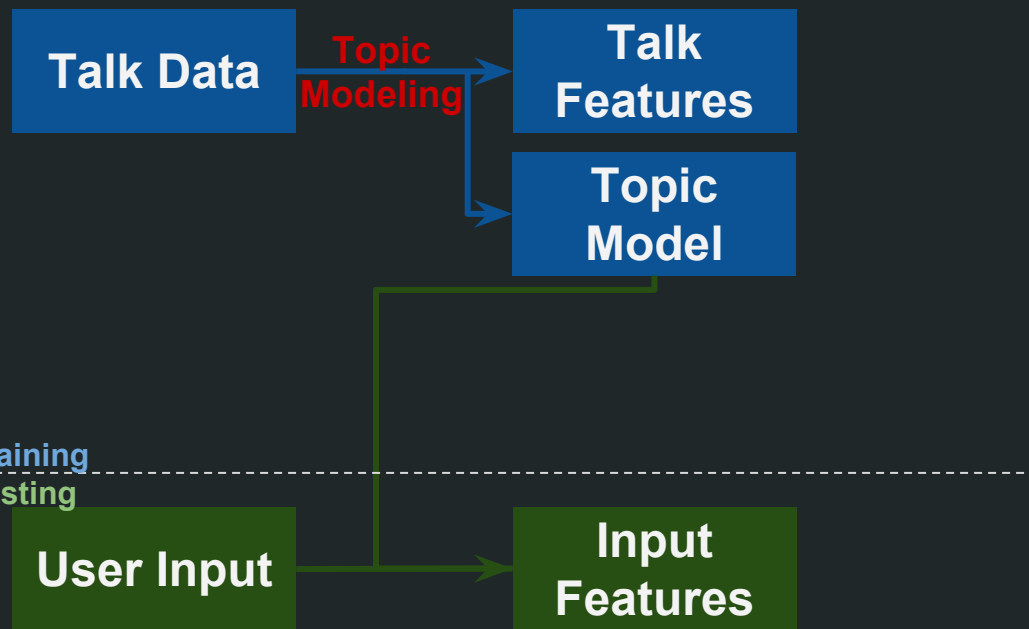 Talk Data
Topic
Modeling
Talk
Features
Topic
Model
aining
sting
User Input
Input
Features